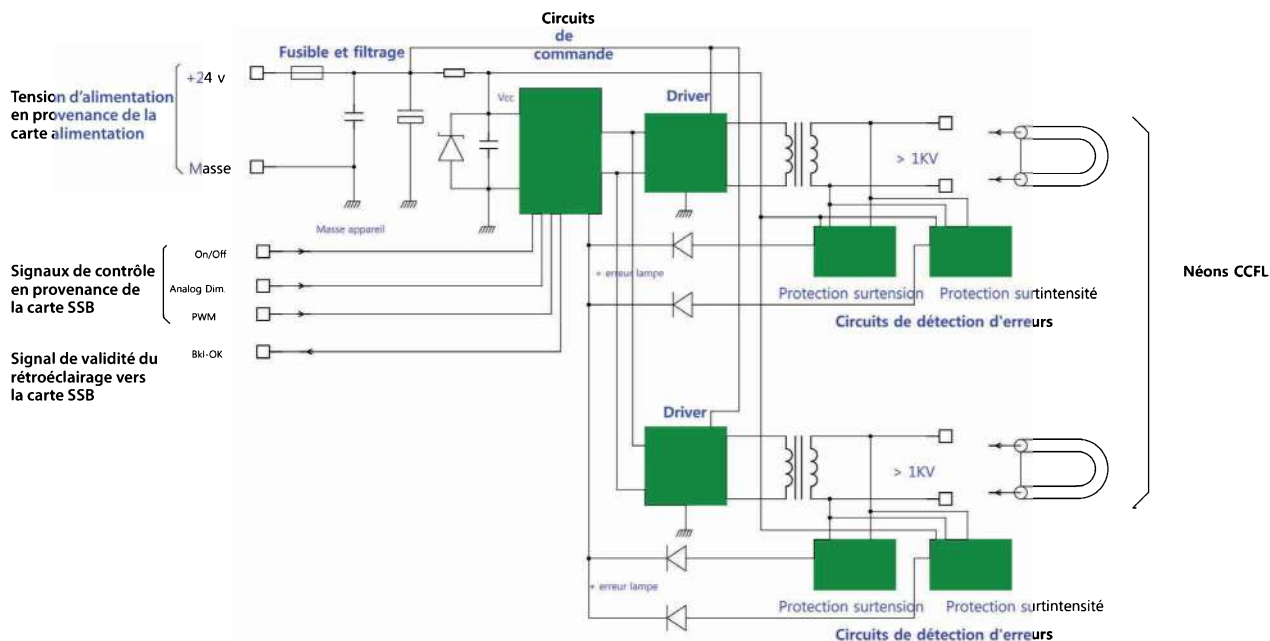 Circuits
de
commande
Fusible et filtrage
+24 v
Tension d'alimentation
en provenance de la
carte alimentation
Masse
Vcc
Driver
> 1KV
Masse appareil
Signaux de contrôle
en provenance de
la carte SSB
On/Off
Analog Dim.
PWM
+ erreur lampe
Protection surtension
Protection surtintensité
Circuits de détection d'erreurs
Néons CCFL
Signal de validité du
rétroéclairage vers
la carte SSB
Bkl-OK
Driver
> 1KV
+ erreur lampe
Protection surtension
Protection surtintensité
Circuits de détection d'erreurs